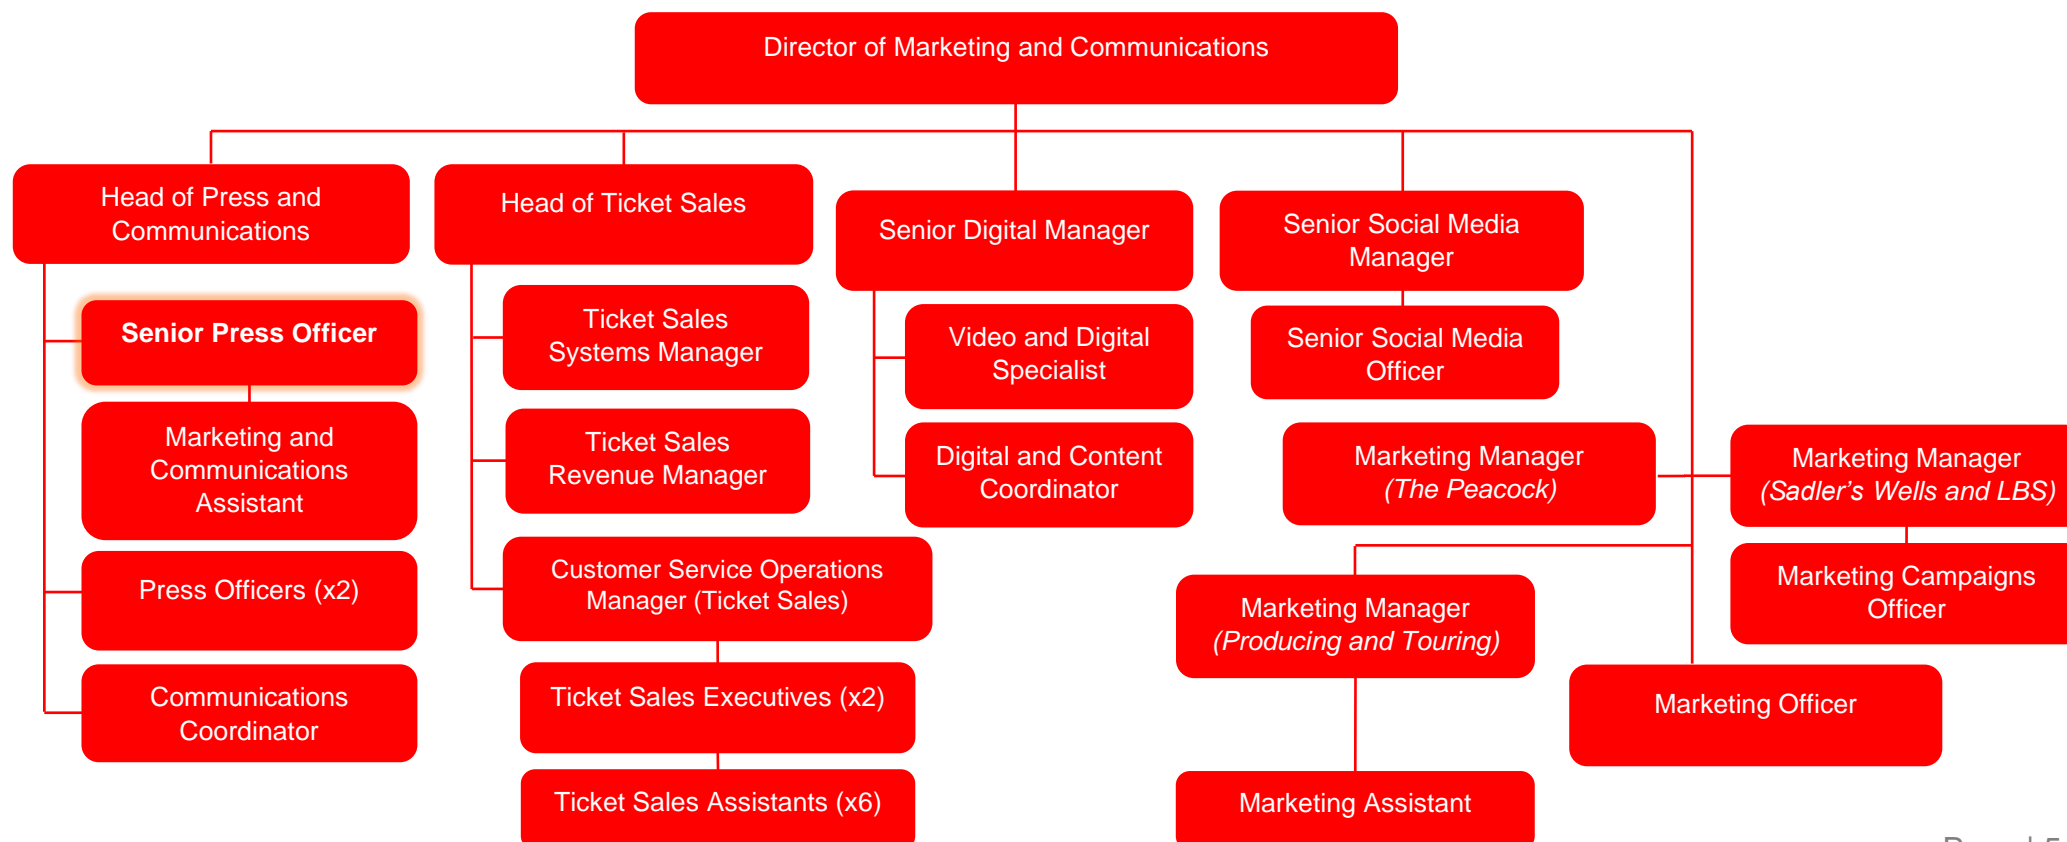 Director of Marketing and Communications
Head of Press and
Communications
Head of Ticket Sales
Senior Digital Manager
Senior Social Media
Manager
Senior Press Officer
Ticket Sales
Systems Manager
Video and Digital
Specialist
Senior Social Media
Officer
Marketing and
Communications
Assistant
Ticket Sales
Revenue Manager
Digital and Content
Coordinator
Marketing Manager
(The Peacock)
Marketing Manager
(Sadler's Wells and LBS)
Press Officers (x2)
Customer Service Operations
Manager (Ticket Sales)
Marketing Manager
(Producing and Touring)
Marketing Campaigns
Officer
Communications
Coordinator
Ticket Sales Executives (x2)
Marketing Officer
Ticket Sales Assistants (x6)
Marketing Assistant